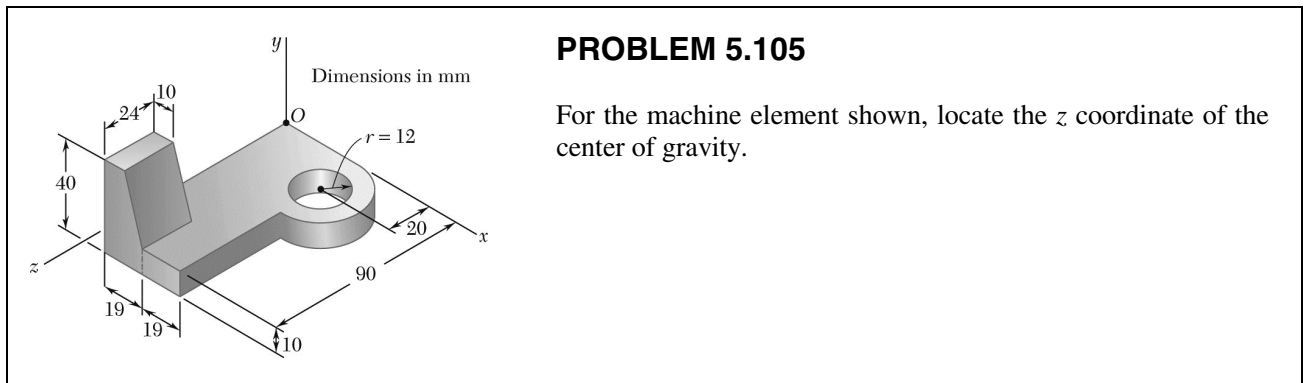 y
Dimensions in mm
10
24
O
r = 12
40
20
x
z
90
19
19
10
PROBLEM 5.105
For the machine element shown, locate the z coordinate of the
center of gravity.